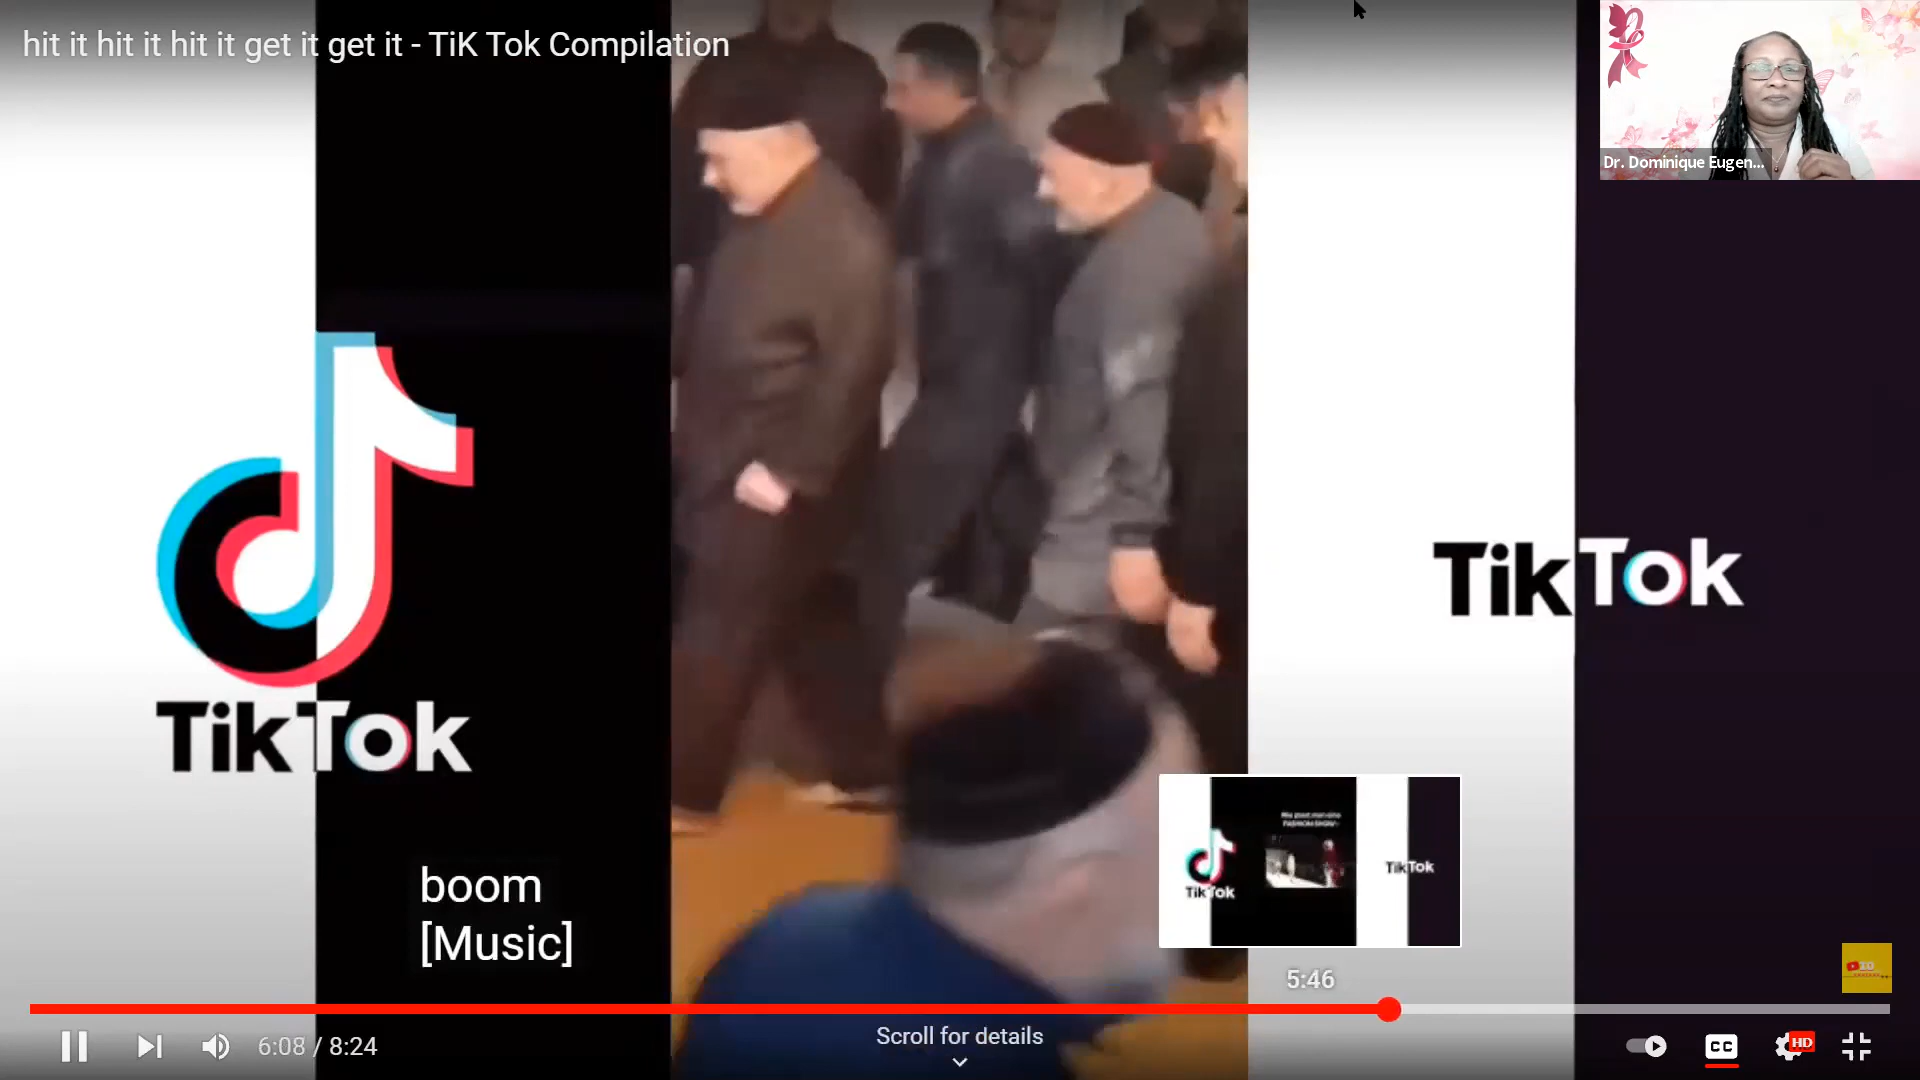 hit it hit it hit it get it get it - TiK Tok Compilation
Dr. Dominique Eugen...
TikTok
TikTok
boom
[Music]
TikTok
TikTok
5:46
6:08 / 8:24
Scroll for details
CC
HD